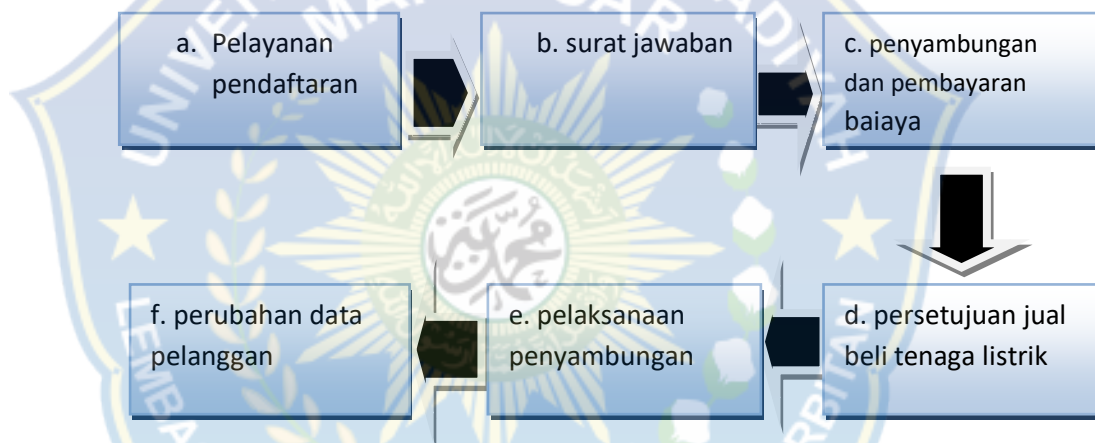 a. Pelayanan
pendaftaran
b. surat jawaban
c. penyambungan
dan pembayaran
baiaya
d. persetujuan jual
beli tenaga listrik
e. pelaksanaan
penyambungan
f. perubahan data
pelanggan